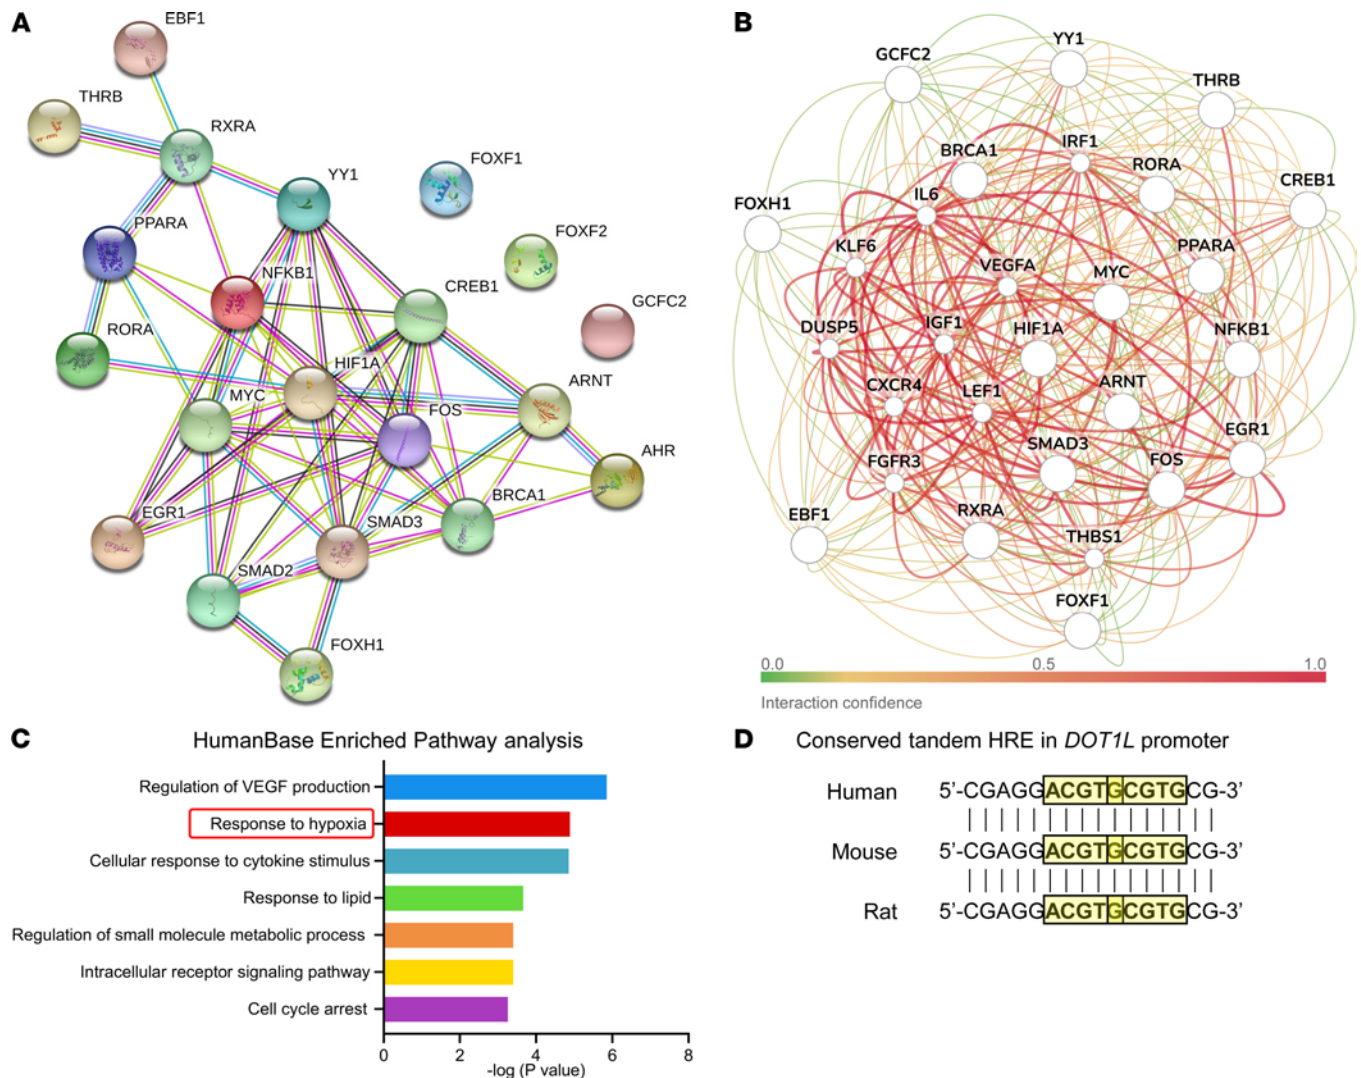 A
EBF1
THRB
RXRA
YY1
FOXF1
PPARA
FOXF2
NFKB1
CREB1
GCFC2
RORA
HIF1A
ARNT
MYC
FOS
AHR
BRCA1
EGR1
SMAD3
SMAD2
FOXH1
B
YY1
GCFC2
THRB
IRF1
BRCA1
RORA
CREB1
IL6
FOXH1
KLF6
PPARA
VEGFA
MYC
DUSP5
IGF1
HIF1A
NFKB1
CXCR4
LEF1
ARNT
SMAD3
EGR1
FGFR3
FOS
EBF1
RXRA
THBS1
FOXF1
0.0 0.5 1.0
Interaction confidence
C HumanBase Enriched Pathway analysis
Regulation of VEGF production
Response to hypoxia
Cellular response to cytokine stimulus
Response to lipid
Regulation of small molecule metabolic process
Intracellular receptor signaling pathway
Cell cycle arrest
0 2 4 6 8
-log (P value)
D Conserved tandem HRE in DOT1L promoter
Human 5’-CGAGGACGTGCGTGCG-3’
Mouse 5’-CGAGGACGTGCGTGCG-3’
Rat 5’-CGAGGACGTGCGTGCG-3’